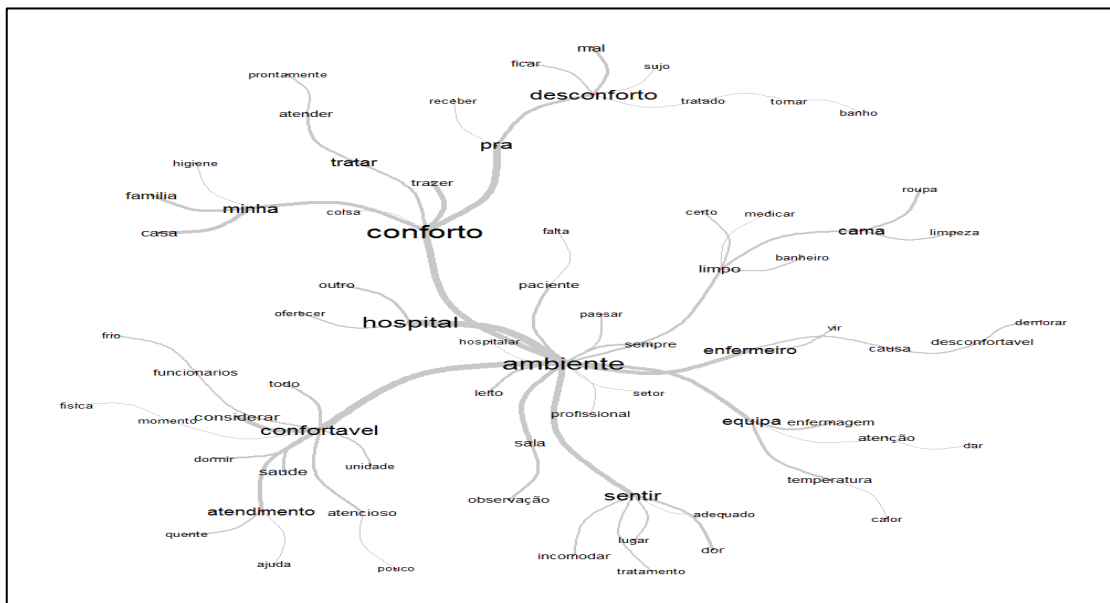 mal
ficar
sujo
prontamente
desconforto
receber
tratado
tomar
banho
atender
pra
higiene
tratar
trazer
roupa
familia
minha
coisa
certo
medicar
casa
conforto
falta
cama
limpeza
banheiro
limpo
outro
paciente
oferecer
hospital
passar
vir
demorar
frio
hospitalar
sempre
enfermeiro
causa
desconfortavel
ambiente
funcionarios
todo
leito
setor
fisica
momento
considerar
profissional
equipa
enfermagem
confortavel
sala
atenção
dar
dormir
saude
unidade
temperatura
observação
sentir
atendimento
atencioso
adequado
calor
quente
lugar
incomodar
dor
ajuda
pouco
tratamento